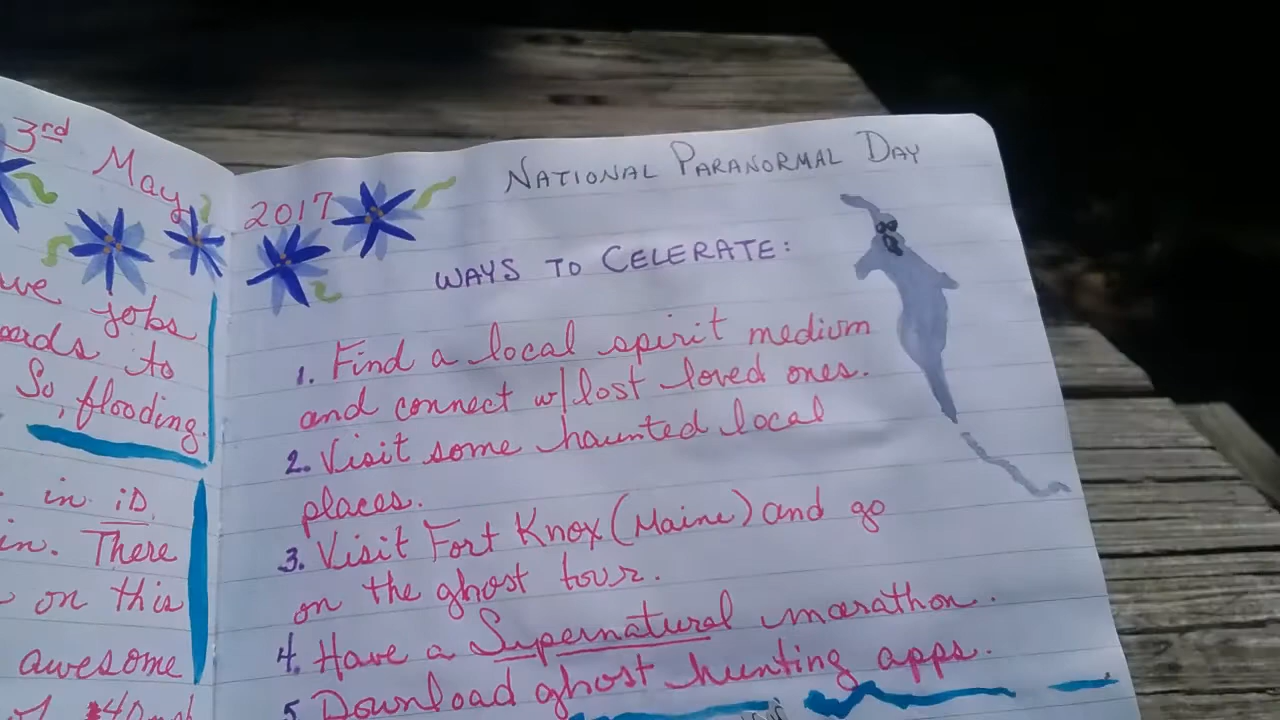 3rd May
we jobs
to
So, flooding.
in iD.
in. There
on this
awesome
2017
NATIONAL PARANORMAL DAY
WAYS TO CELERATE:
1. Find a local spirit medium
and connect w/lost loved ones.
2. Visit some haunted local
places.
3. Visit Fort Knox (Maine) and go
on the ghost tour.
4. Have a Supernatural marathon.
5 Download ghost hunting apps.